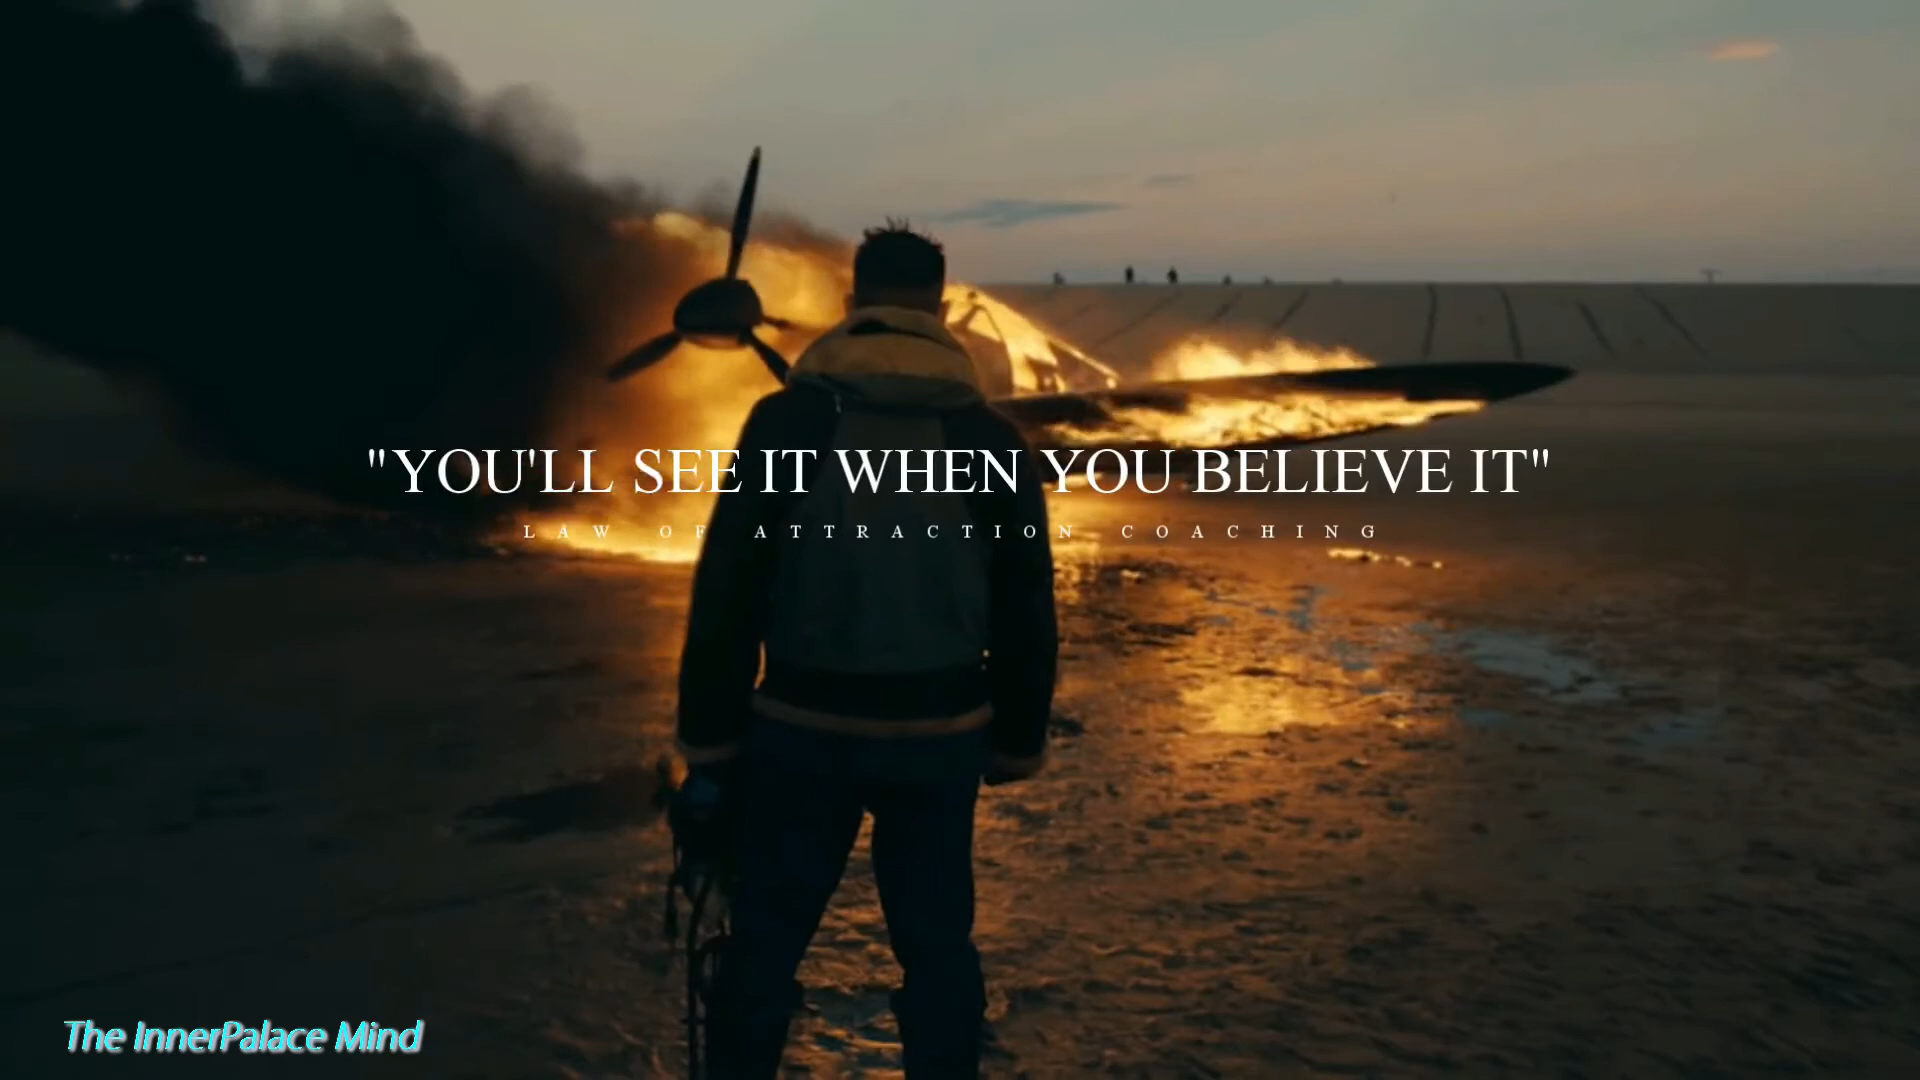 "YOU'LL SEE IT WHEN YOU BELIEVE IT"
LAW OF ATTRACTION COACHING
The InnerPalace Mind